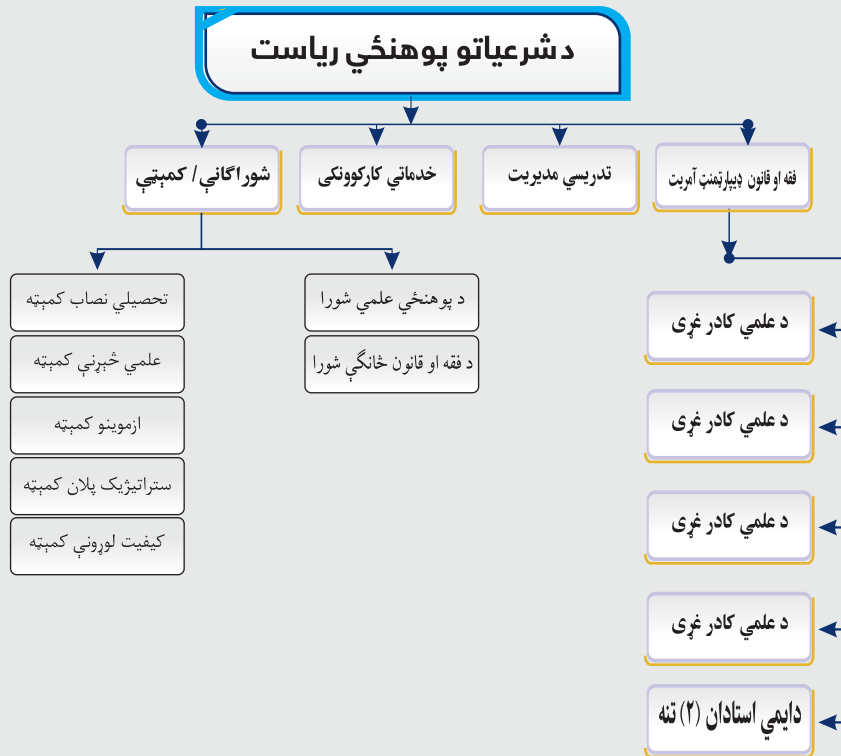 د شرعیاتو پوهنځي ریاست
فقه او قانون ډیپارټمنټ آمریت
تدریسي مدیریت
خدماتي کارکوونکی
شوراګانې/ کمیټې
د علمي کادر غړی
د علمي کادر غړی
د علمي کادر غړی
د علمي کادر غړی
دایمي استادان (۲) تنه
د پوهنځي علمي شورا
د فقه او قانون څانګې شورا
تحصیلي نصاب کمېټه
علمي څېړنې کمېټه
ازموینو کمېټه
ستراتیژیک پلان کمېټه
کیفیت لوړونې کمېټه